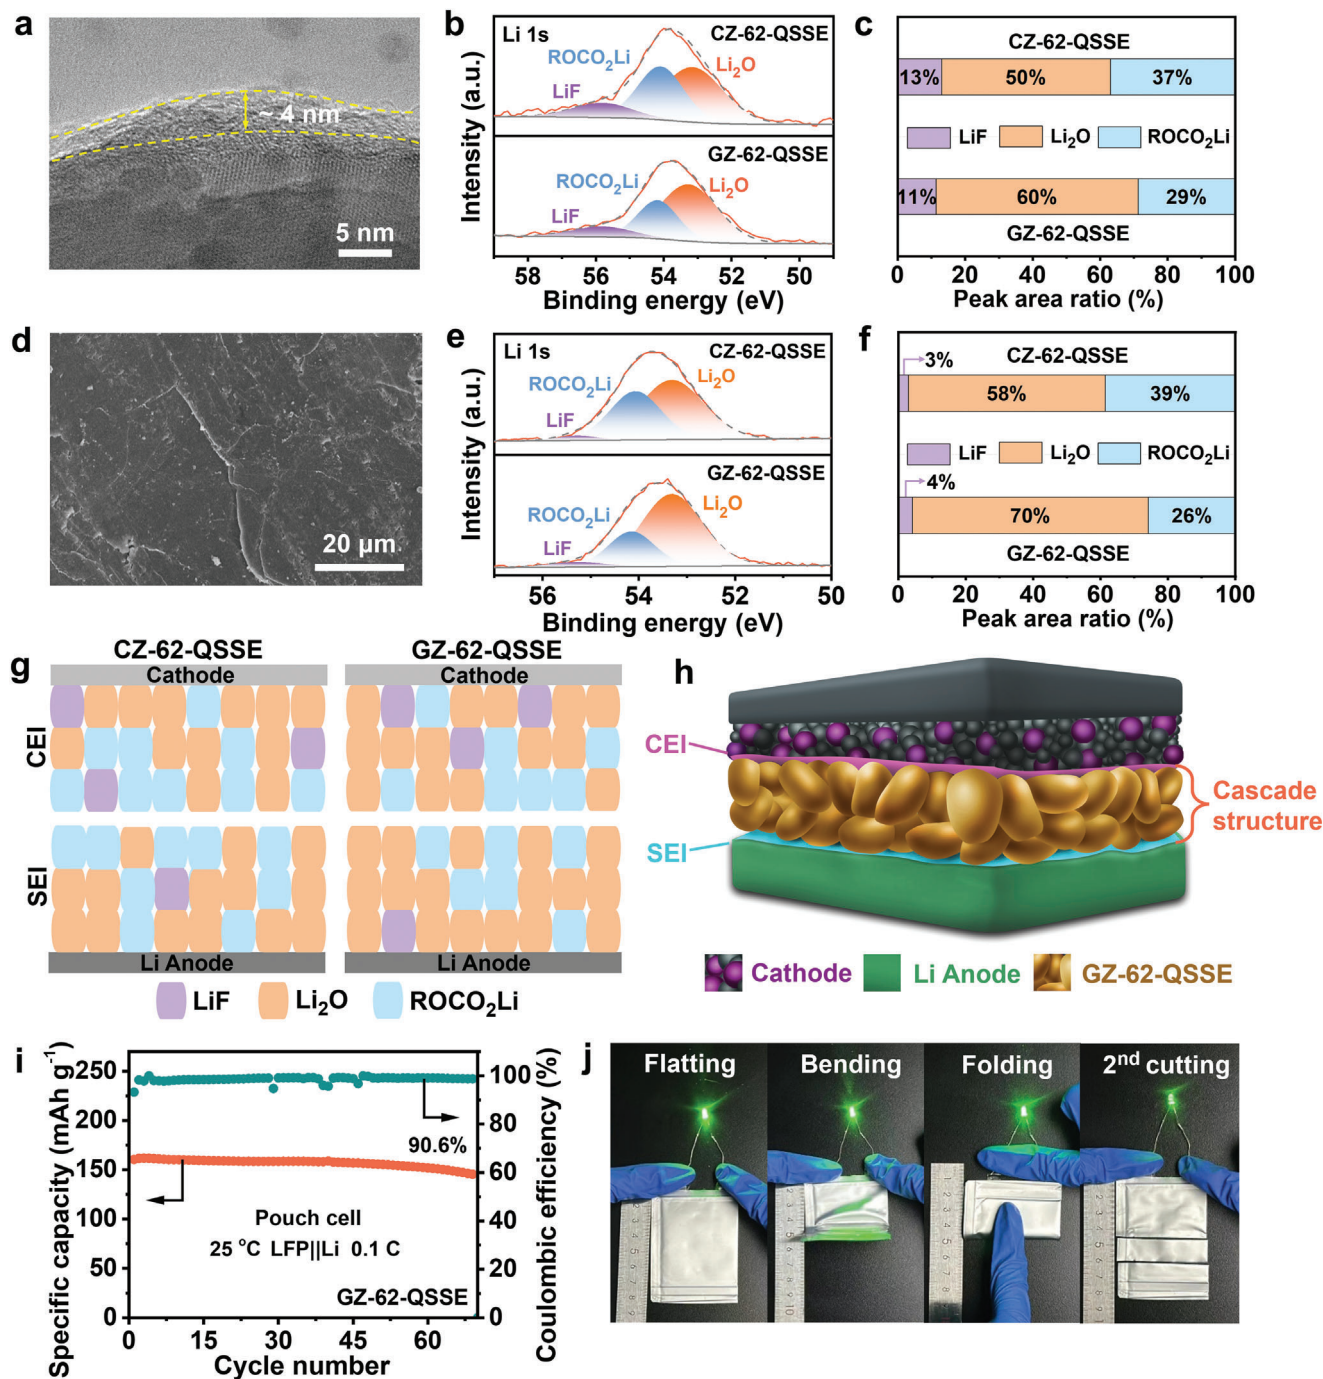 a
~ 4 nm
5 nm
b
Li 1s
CZ-62-QSSE
ROCO₂Li
Li₂O
LiF
GZ-62-QSSE
ROCO₂Li
Li₂O
LiF
Intensity (a.u.)
58 56 54 52 50
Binding energy (eV)
c
CZ-62-QSSE
13% 50% 37%
LiF Li₂O ROCO₂Li
11% 60% 29%
GZ-62-QSSE
0 20 40 60 80 100
Peak area ratio (%)
d
20 μm
e
Li 1s
CZ-62-QSSE
ROCO₂Li
Li₂O
LiF
GZ-62-QSSE
ROCO₂Li
Li₂O
LiF
Intensity (a.u.)
56 54 52 50
Binding energy (eV)
f
3%
CZ-62-QSSE
58% 39%
LiF Li₂O ROCO₂Li
4%
70% 26%
GZ-62-QSSE
0 20 40 60 80 100
Peak area ratio (%)
g
CZ-62-QSSE GZ-62-QSSE
Cathode Cathode
CEI
SEI
Li Anode Li Anode
LiF Li₂O ROCO₂Li
h
CEI
SEI
Cascade
structure
Cathode Li Anode GZ-62-QSSE
i
Specific capacity (mAh g⁻¹)
250
200
150
100
50
0
100
80
60
40
20
0
Coulombic efficiency (%)
90.6%
Pouch cell
25 °C LFP||Li 0.1 C
GZ-62-QSSE
1 15 30 45 60
Cycle number
j
Flatting Bending Folding 2ⁿᵈ cutting